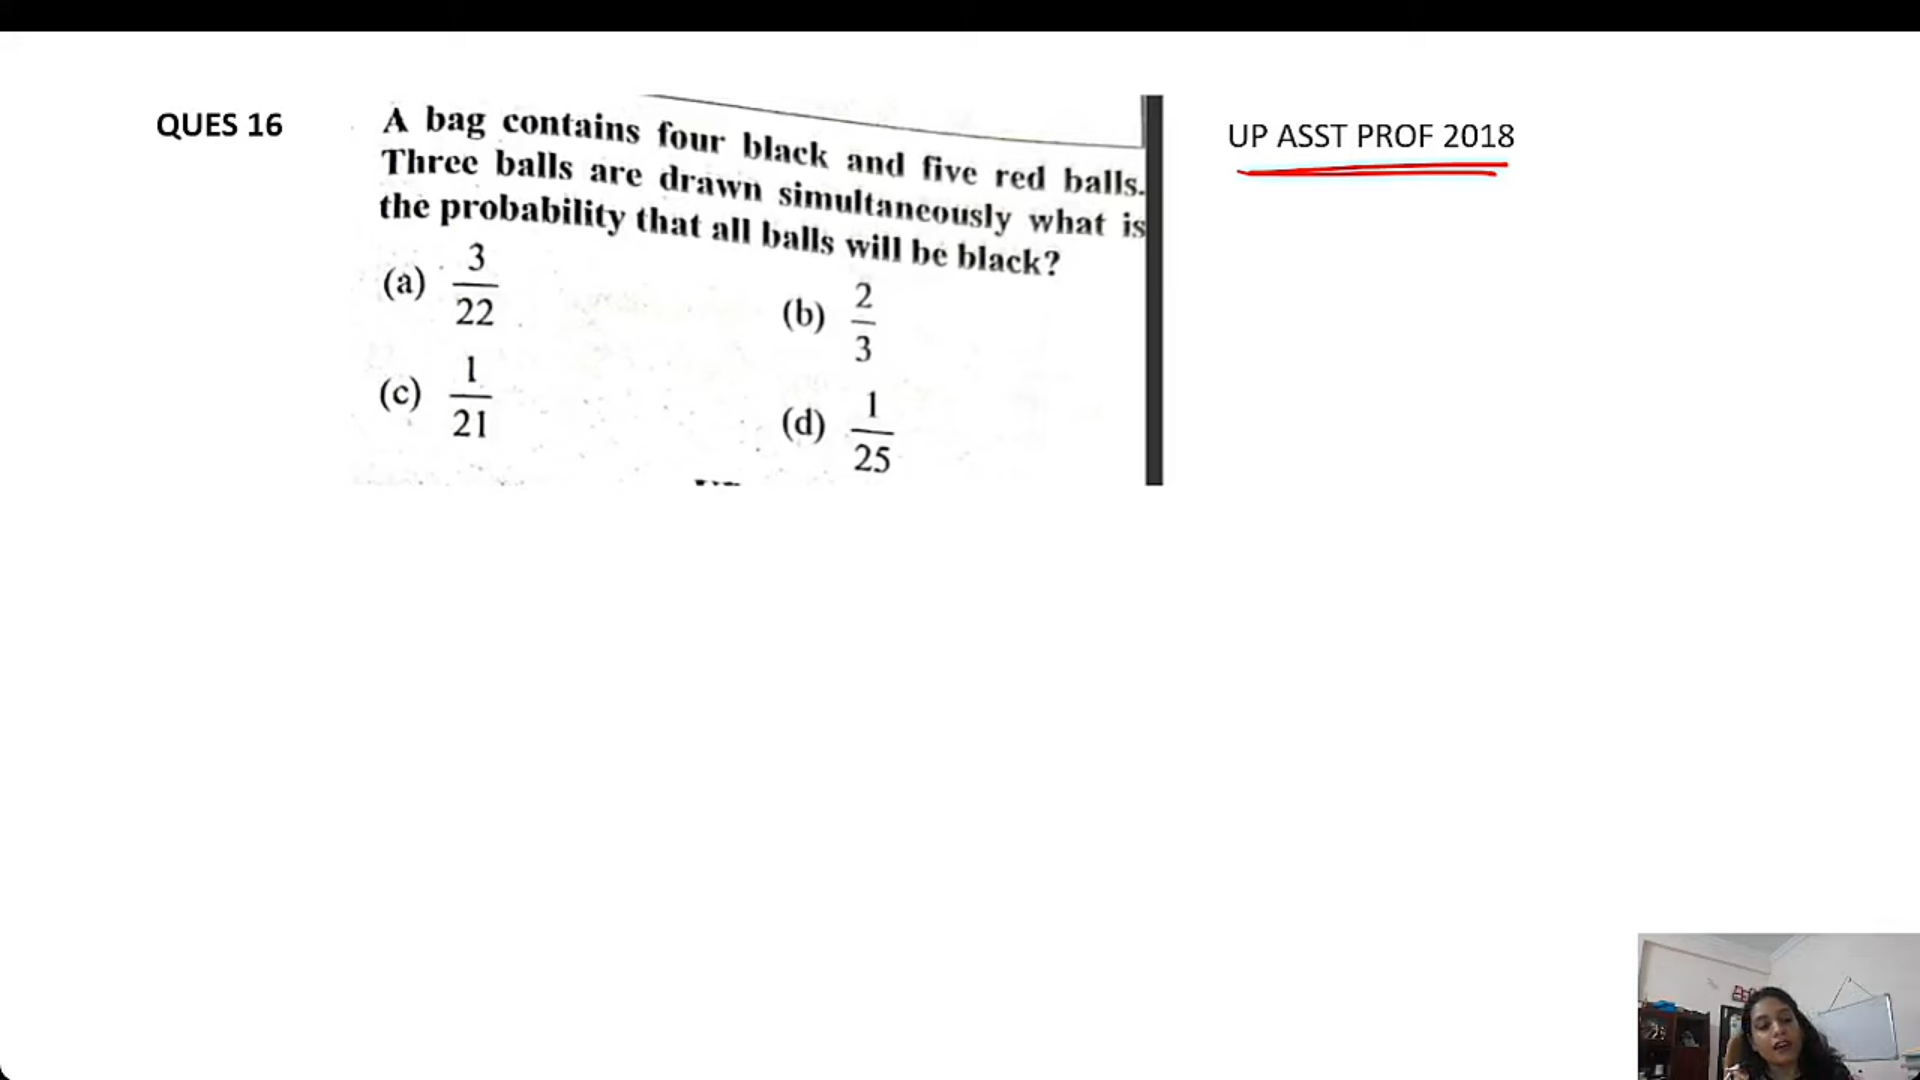 QUES 16
A bag contains four black and five red balls.
Three balls are drawn simultaneously what is
the probability that all balls will be black?
(a) 3/22
(b) 2/3
(c) 1/21
(d) 1/25
UP ASST PROF 2018